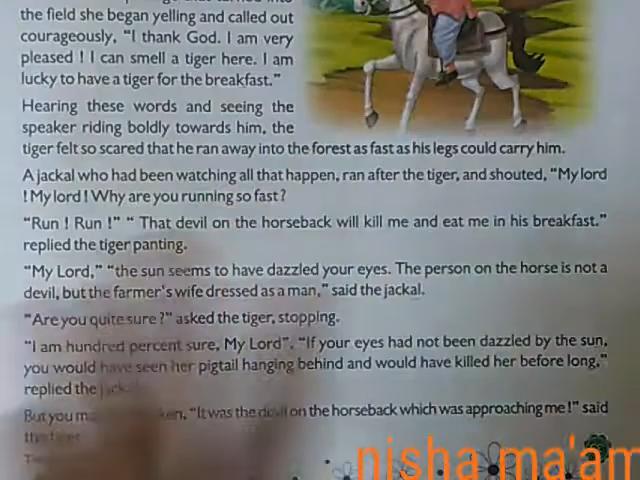 the field she began yelling and called out
courageously, "I thank God. I am very
pleased ! I can smell a tiger here. I am
lucky to have a tiger for the breakfast."
Hearing these words and seeing the
speaker riding boldly towards him, the
tiger felt so scared that he ran away into the forest as fast as his legs could carry him.
A jackal who had been watching all that happen, ran after the tiger, and shouted, "My lord
! My lord ! Why are you running so fast ?
"Run ! Run !" " That devil on the horseback will kill me and eat me in his breakfast."
replied the tiger panting.
"My Lord," "the sun seems to have dazzled your eyes. The person on the horse is not a
devil, but the farmer's wife dressed as a man," said the jackal.
"Are you quite sure ?" asked the tiger, stopping.
"I am hundred percent sure, My Lord". "If your eyes had not been dazzled by the sun,
you would have seen her pigtail hanging behind and would have killed her before long,"
replied the jackal.
But you "It was the devil on the horseback which was approaching me !" said
the tiger
nisha ma'am